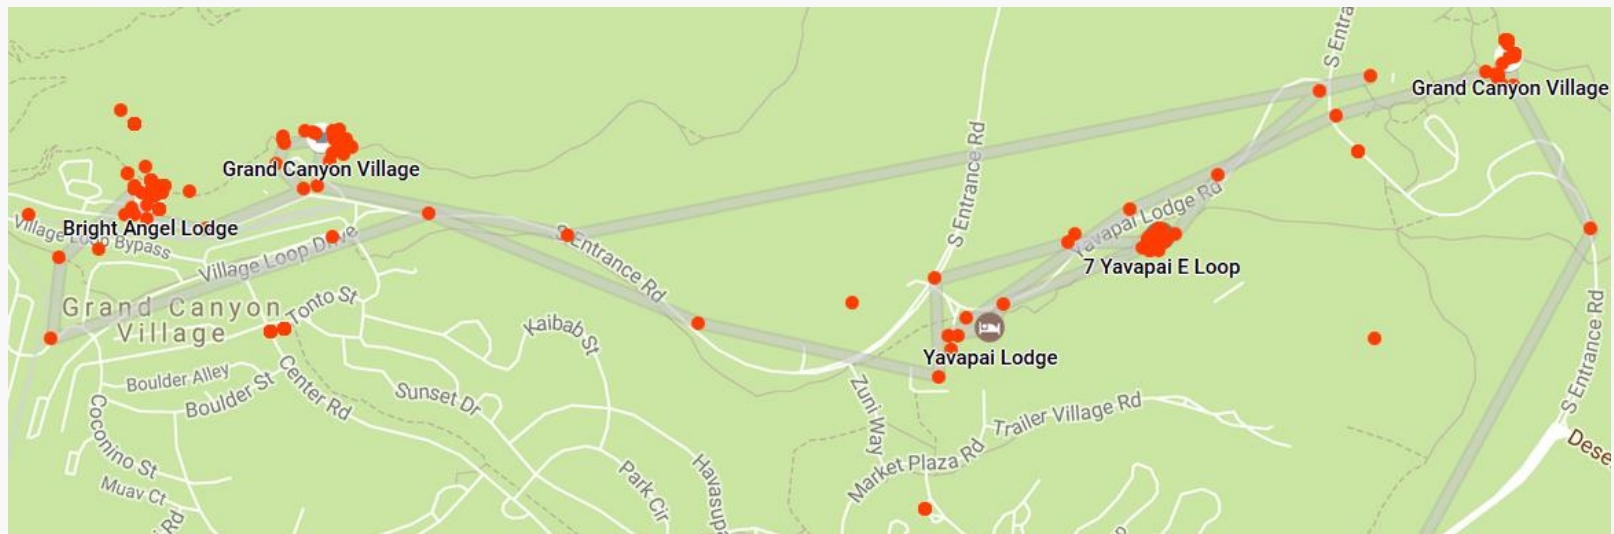 S Entra
Grand Canyon Village
S Entrance Rd
Grand Canyon Village
Yavapai Lodge Rd
Bright Angel Lodge
Village Loop Bypass
Village Loop Drive
S Entrance Rd
7 Yavapai E Loop
Grand Canyon
Village
Tonto St
Kaibab St
Yavapai Lodge
S Entrance Rd
Boulder Alley
Boulder St
Center Rd
Sunset Dr
Zuni Way
Trailer Village Rd
Coconino St
Market Plaza Rd
Dese
Muav Ct
Park Cir
Havasupa
i Rd